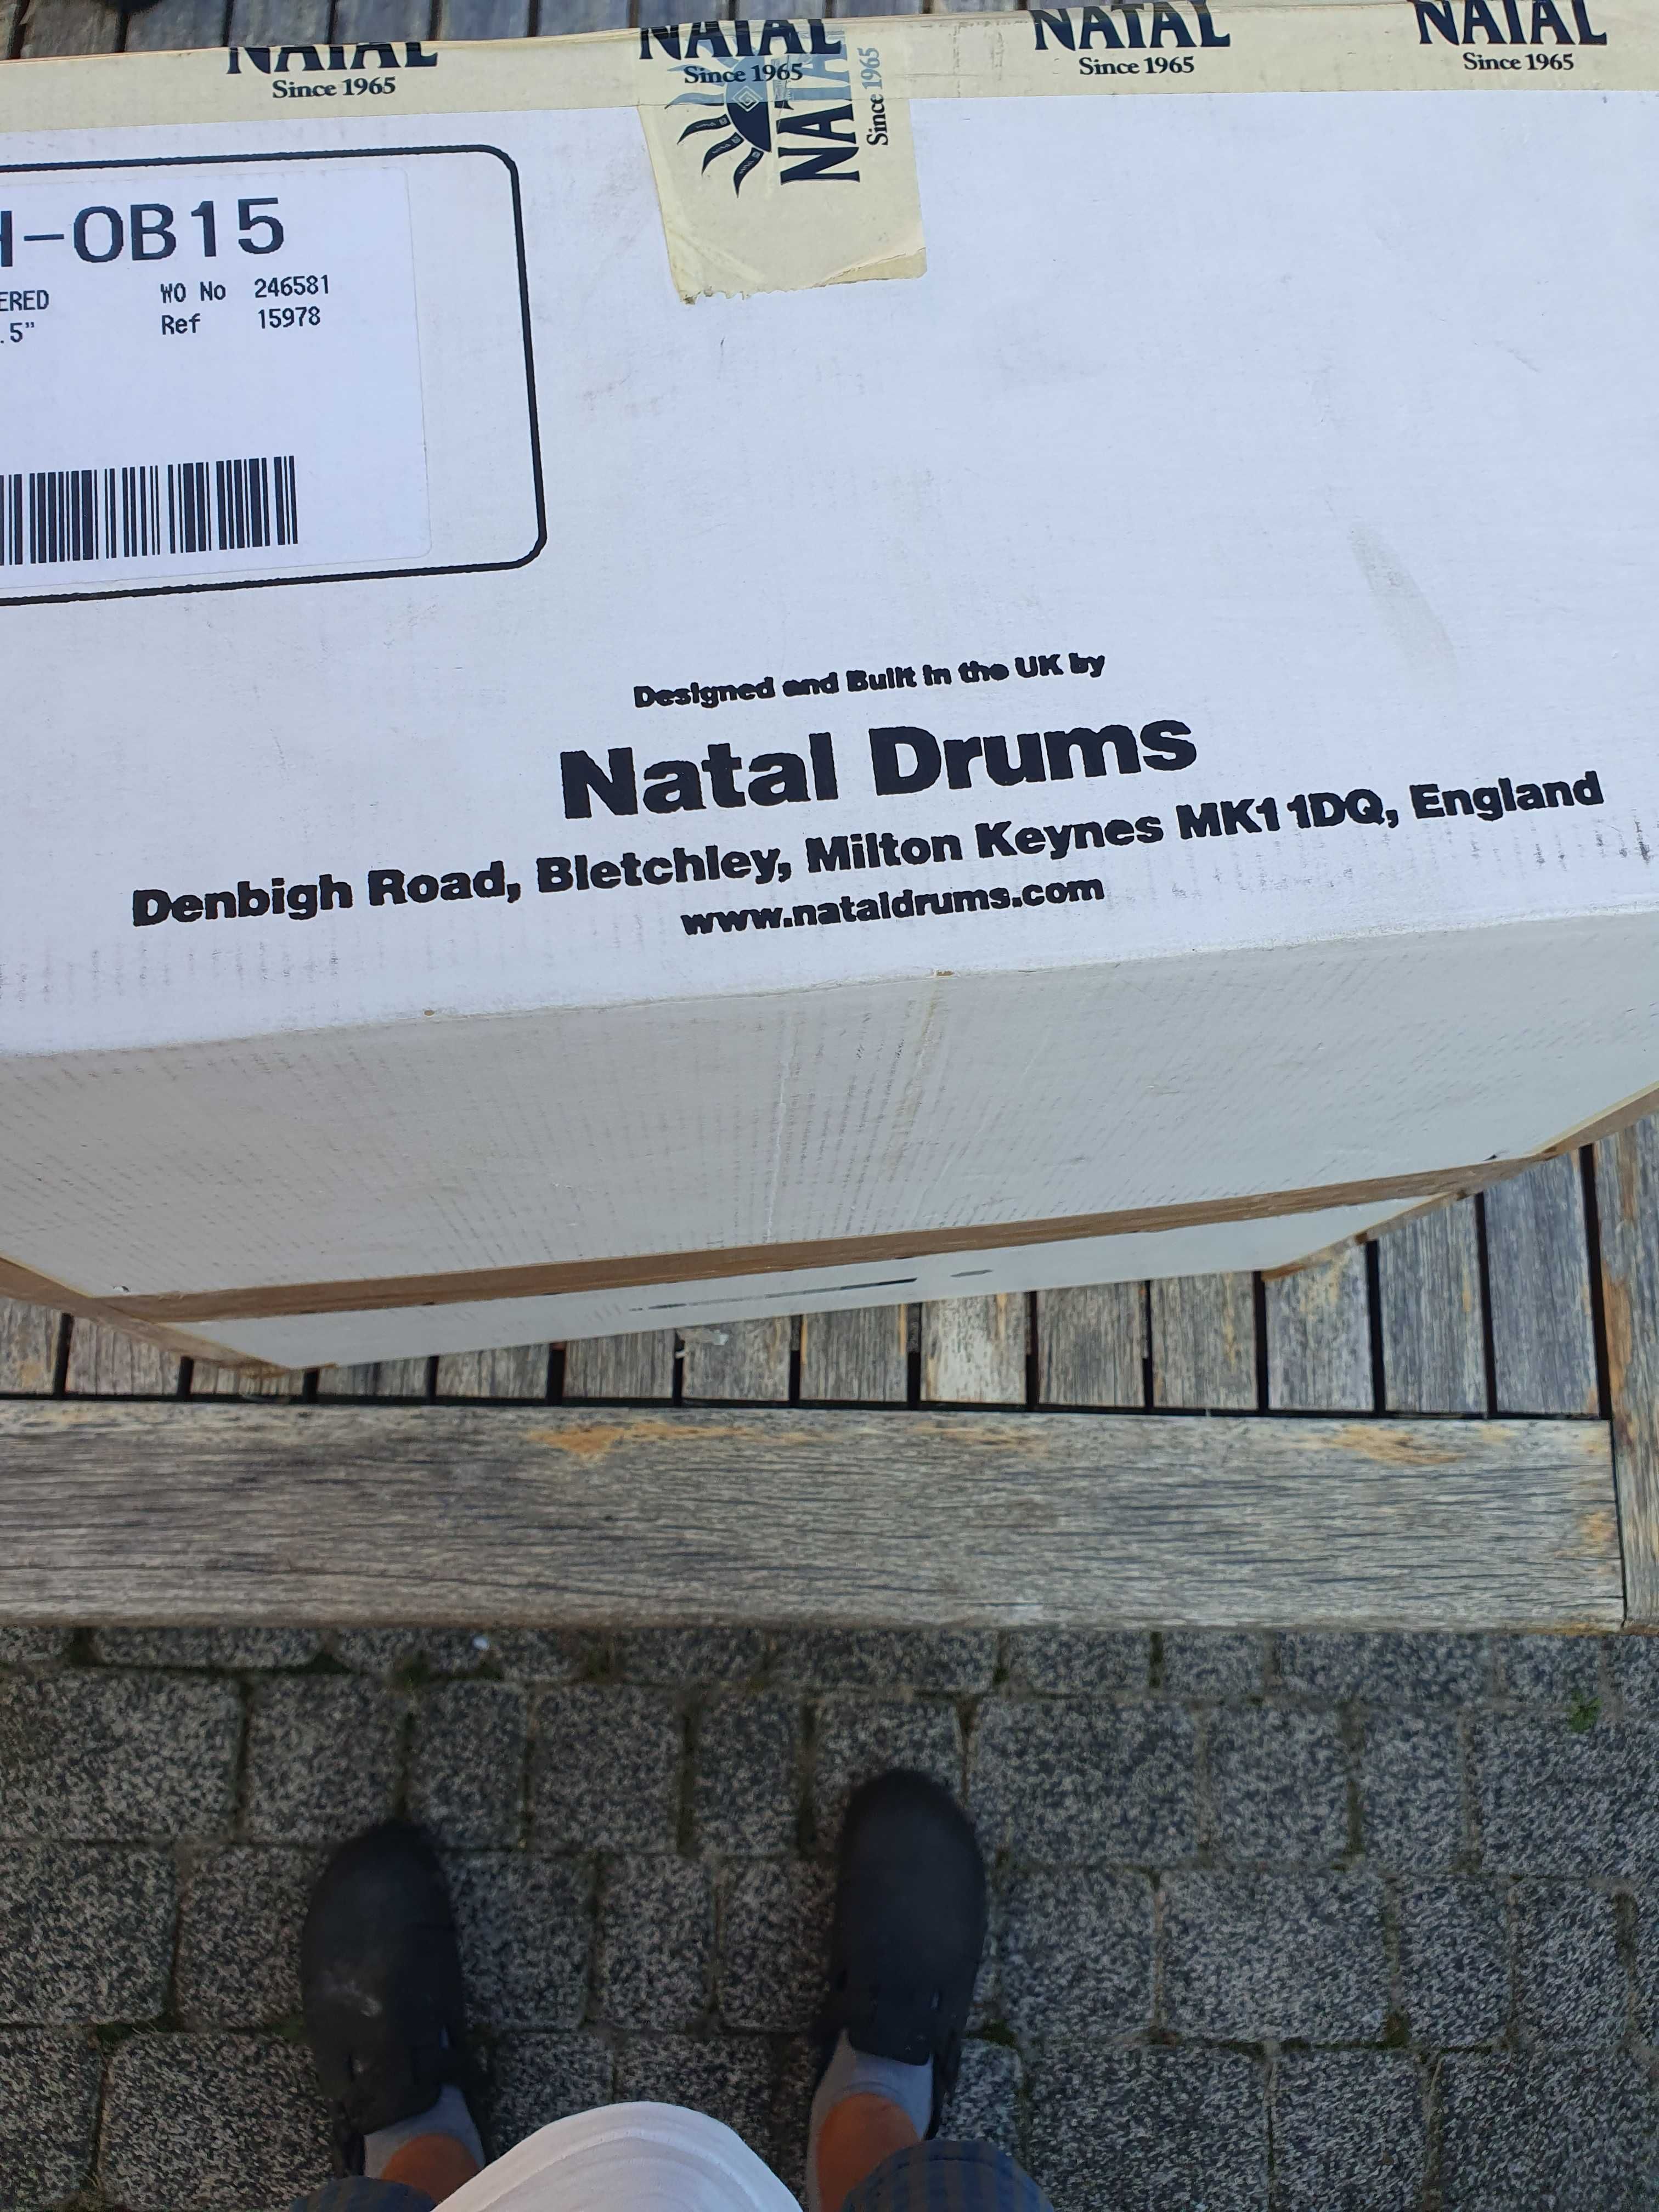 NATAL NATAL NATAL NATAL
Since 1965 Since 1965 Since 1965 Since 1965
NATAL
Since 1965
-OB15
ERED WO No 246581
.5” Ref 15978
Designed and Built in the UK by
Natal Drums
Denbigh Road, Bletchley, Milton Keynes MK1 1DQ, England
www.nataldrums.com